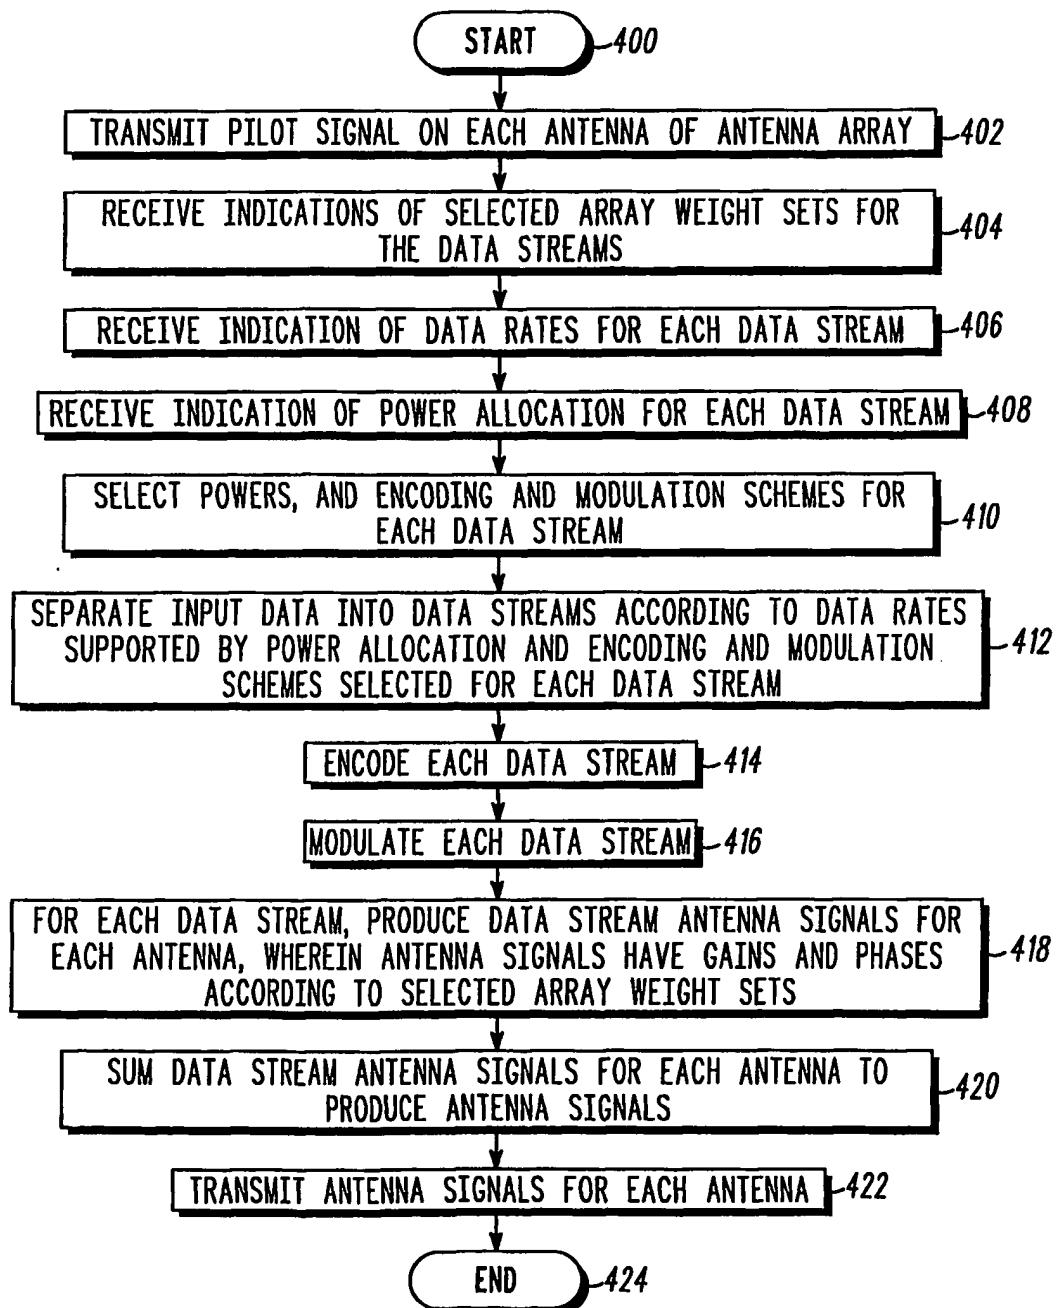 START
400
TRANSMIT PILOT SIGNAL ON EACH ANTENNA OF ANTENNA ARRAY
402
RECEIVE INDICATIONS OF SELECTED ARRAY WEIGHT SETS FOR
THE DATA STREAMS
404
RECEIVE INDICATION OF DATA RATES FOR EACH DATA STREAM
406
RECEIVE INDICATION OF POWER ALLOCATION FOR EACH DATA STREAM
408
SELECT POWERS, AND ENCODING AND MODULATION SCHEMES FOR
EACH DATA STREAM
410
SEPARATE INPUT DATA INTO DATA STREAMS ACCORDING TO DATA RATES
SUPPORTED BY POWER ALLOCATION AND ENCODING AND MODULATION
SCHEMES SELECTED FOR EACH DATA STREAM
412
ENCODE EACH DATA STREAM
414
MODULATE EACH DATA STREAM
416
FOR EACH DATA STREAM, PRODUCE DATA STREAM ANTENNA SIGNALS FOR
EACH ANTENNA, WHEREIN ANTENNA SIGNALS HAVE GAINS AND PHASES
ACCORDING TO SELECTED ARRAY WEIGHT SETS
418
SUM DATA STREAM ANTENNA SIGNALS FOR EACH ANTENNA TO
PRODUCE ANTENNA SIGNALS
420
TRANSMIT ANTENNA SIGNALS FOR EACH ANTENNA
422
END
424